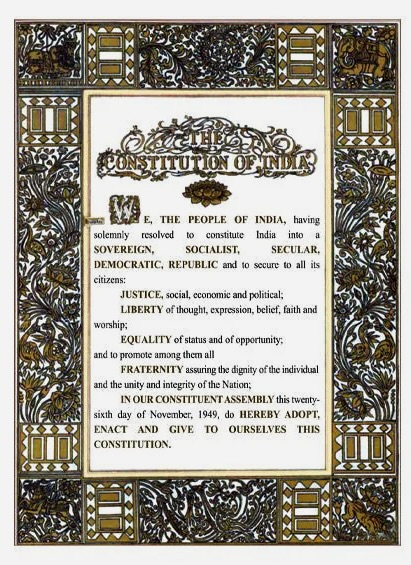 THE
CONSTITUTION OF INDIA
WE, THE PEOPLE OF INDIA, having
solemnly resolved to constitute India into a
SOVEREIGN, SOCIALIST, SECULAR,
DEMOCRATIC, REPUBLIC and to secure to all its
citizens:
JUSTICE, social, economic and political;
LIBERTY of thought, expression, belief, faith and
worship;
EQUALITY of status and of opportunity;
and to promote among them all
FRATERNITY assuring the dignity of the individual
and the unity and integrity of the Nation;
IN OUR CONSTITUENT ASSEMBLY this twenty-
sixth day of November, 1949, do HEREBY ADOPT,
ENACT AND GIVE TO OURSELVES THIS
CONSTITUTION.